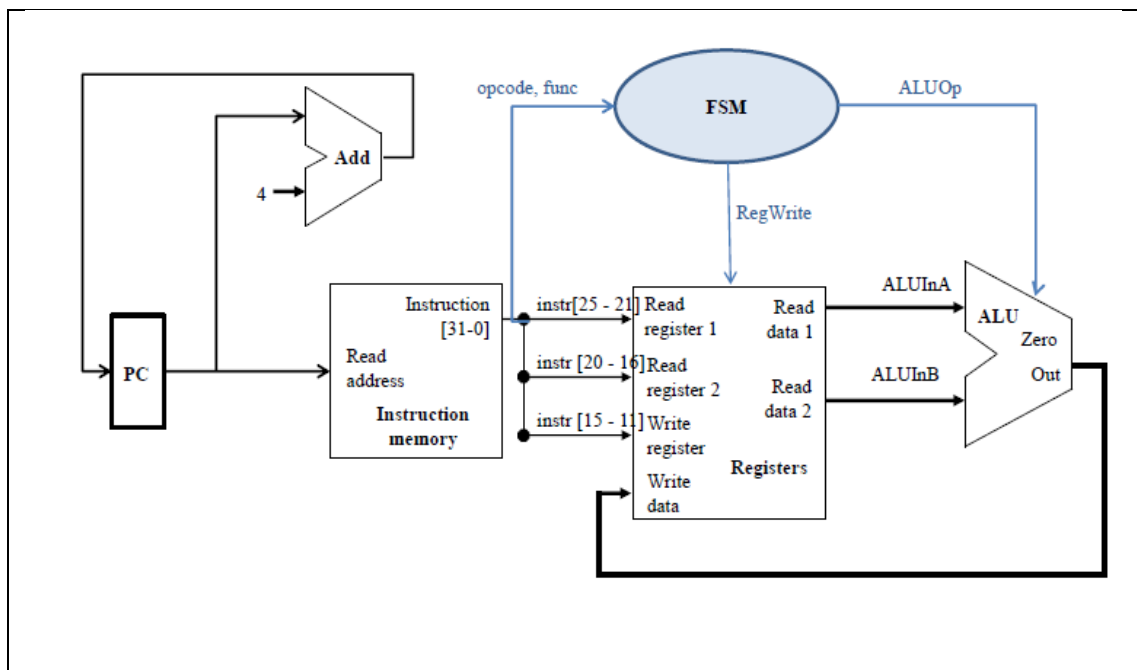 opcode, func
FSM
ALUOp
Add
4
RegWrite
PC
Instruction
[31-0]
Read
address
Instruction
memory
instr[25 - 21]
instr [20 - 16]
instr [15 - 11]
Read
register 1
Read
register 2
Write
register
Write
data
Read
data 1
Read
data 2
Registers
ALUInA
ALUInB
ALU
Zero
Out